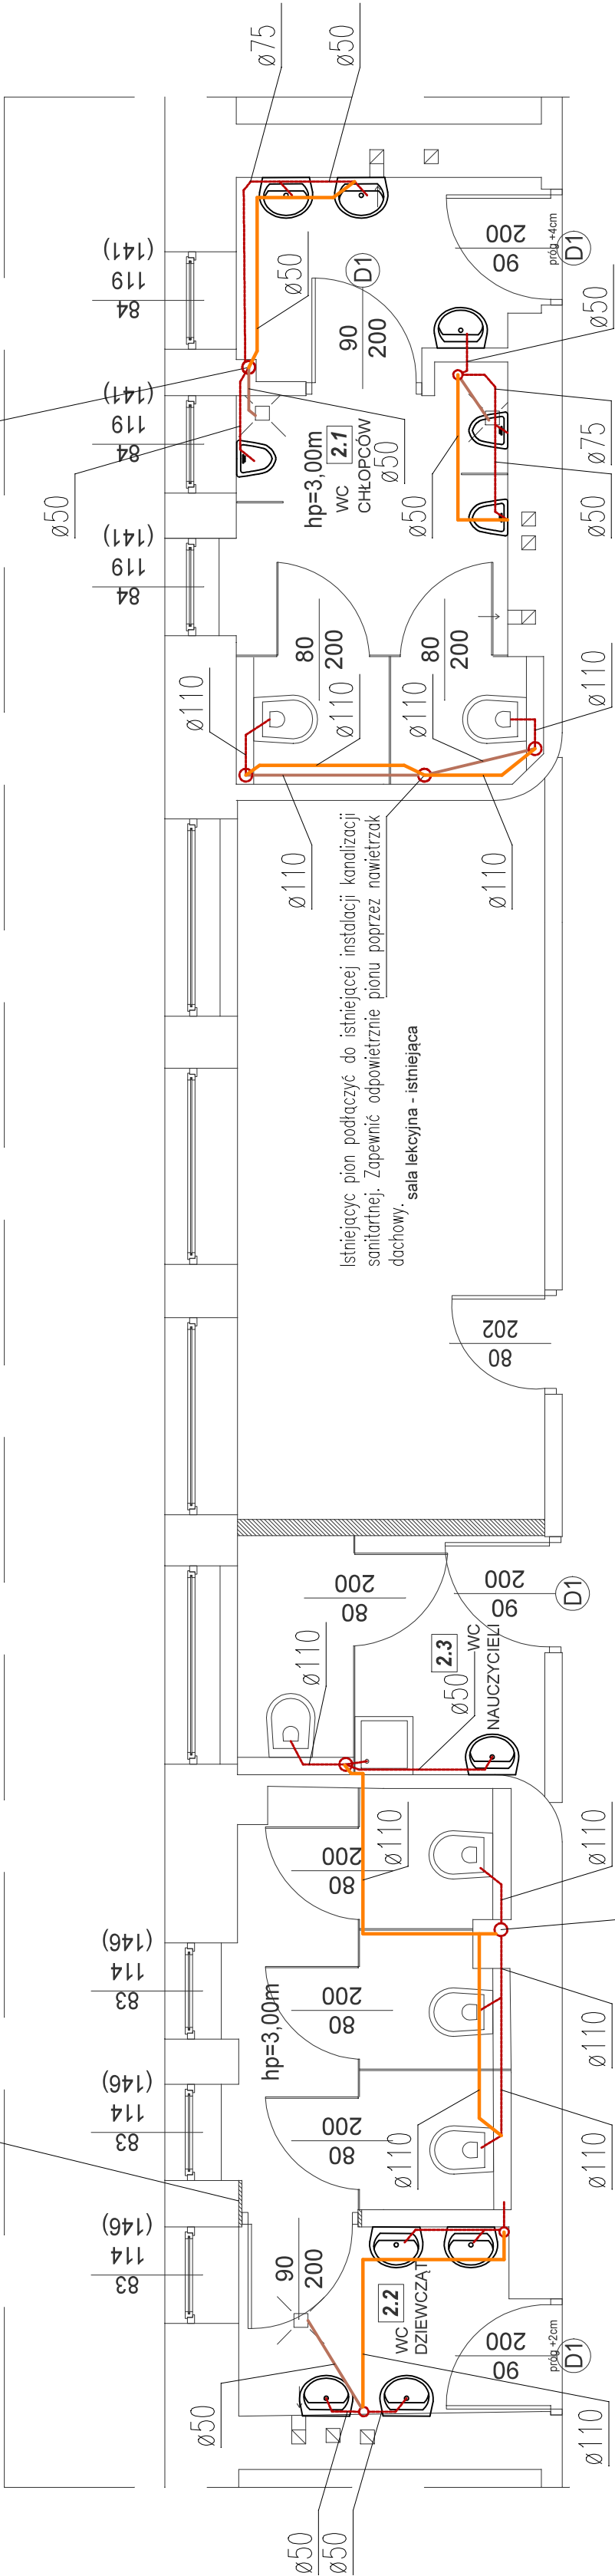 ø75
ø50
84
119
(141)
84
119
(141)
84
119
(141)
ø50
ø50
D1
90
200
90
200
próg +4cm
D1
ø50
hp=3,00m
WC
2.1
CHŁOPCÓW
ø50
ø50
ø75
ø50
80
200
80
200
ø110
ø110
ø110
ø110
ø110
ø110
Istniejącyc pion podłączyć do istniejącej instalacji kanalizacji
sanitartnej. Zapewnić odpowietrznie pionu poprzez nawietrzak
dachowy.
sala lekcyjna - istniejąca
80
202
80
200
90
200
D1
2.3
WC
NAUCZYCIELI
ø110
ø50
80
200
ø110
ø110
83
114
(146)
83
114
(146)
83
114
(146)
hp=3,00m
80
200
80
200
ø110
ø110
ø110
90
200
2.2
WC
DZIEWCZĄT
90
200
próg +2cm
D1
ø50
ø110
ø50
ø50